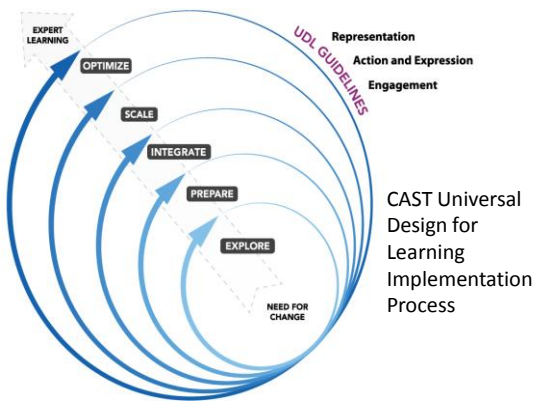 EXPERT
LEARNING
OPTIMIZE
SCALE
INTEGRATE
PREPARE
EXPLORE
NEED FOR
CHANGE
UDL GUIDELINES
Representation
Action and Expression
Engagement
CAST Universal
Design for
Learning
Implementation
Process